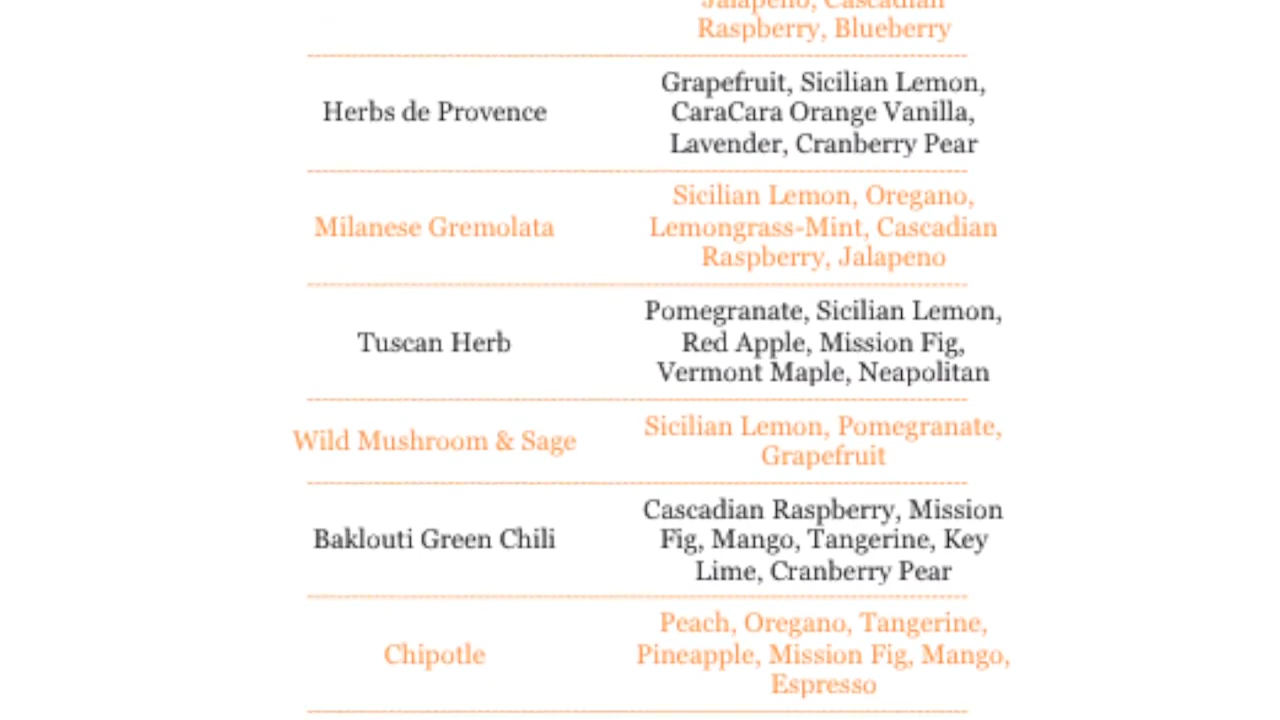 Jalapeno, Cascadian
Raspberry, Blueberry
Herbs de Provence
Grapefruit, Sicilian Lemon,
CaraCara Orange Vanilla,
Lavender, Cranberry Pear
Milanese Gremolata
Sicilian Lemon, Oregano,
Lemongrass-Mint, Cascadian
Raspberry, Jalapeno
Tuscan Herb
Pomegranate, Sicilian Lemon,
Red Apple, Mission Fig,
Vermont Maple, Neapolitan
Wild Mushroom & Sage
Sicilian Lemon, Pomegranate,
Grapefruit
Baklouti Green Chili
Cascadian Raspberry, Mission
Fig, Mango, Tangerine, Key
Lime, Cranberry Pear
Chipotle
Peach, Oregano, Tangerine,
Pineapple, Mission Fig, Mango,
Espresso